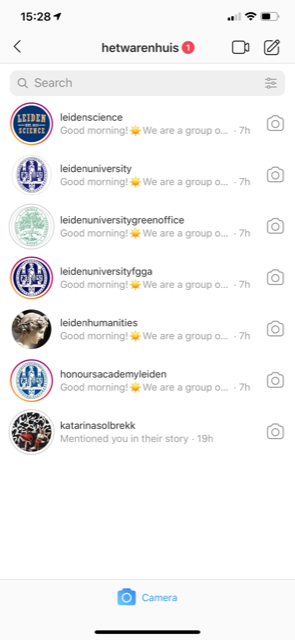 15:28
hetwarenhuis 1
Search
LEIDEN
SCIENCE
leidenscience
Good morning!☀️We are a group o... · 7h
leidenuniversity
Good morning!☀️We are a group o... · 7h
leidenuniversitygreenoffice
Good morning!☀️We are a group o... · 7h
leidenuniversityfgga
Good morning!☀️We are a group o... · 7h
leidenhumanities
Good morning!☀️We are a group o... · 7h
honoursacademyleiden
Good morning!☀️We are a group o... · 7h
katarinasolbrekk
Mentioned you in their story · 19h
Camera